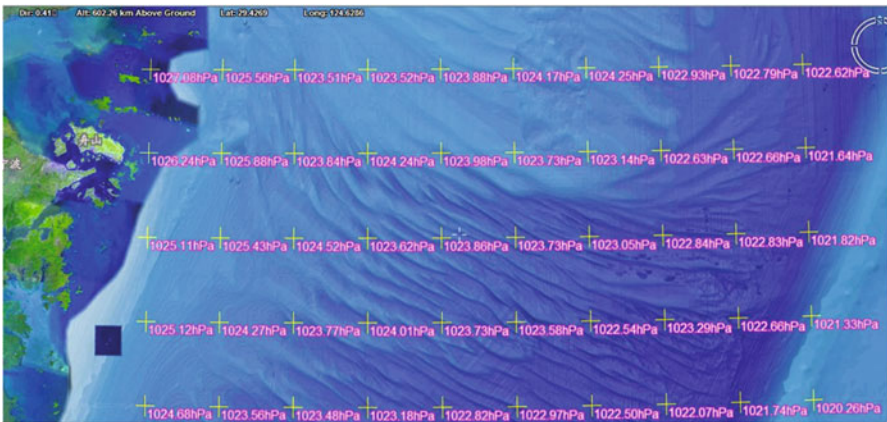 Dir: 0.41° Alt: 602.26 km Above Ground Lat: 29.4269 Long: 124.6286
1027.08hPa 1025.56hPa 1023.51hPa 1023.52hPa 1023.88hPa 1024.17hPa 1024.25hPa 1022.93hPa 1022.79hPa 1022.62hPa
舟山
1026.24hPa 1025.88hPa 1023.84hPa 1024.24hPa 1023.98hPa 1023.73hPa 1023.14hPa 1022.63hPa 1022.66hPa 1021.64hPa
波
1025.11hPa 1025.43hPa 1024.52hPa 1023.62hPa 1023.86hPa 1023.73hPa 1023.05hPa 1022.84hPa 1022.83hPa 1021.82hPa
1025.12hPa 1024.27hPa 1023.77hPa 1024.01hPa 1023.73hPa 1023.58hPa 1022.54hPa 1023.29hPa 1022.66hPa 1021.33hPa
1024.68hPa 1023.56hPa 1023.48hPa 1023.18hPa 1022.82hPa 1022.97hPa 1022.50hPa 1022.07hPa 1021.74hPa 1020.26hPa